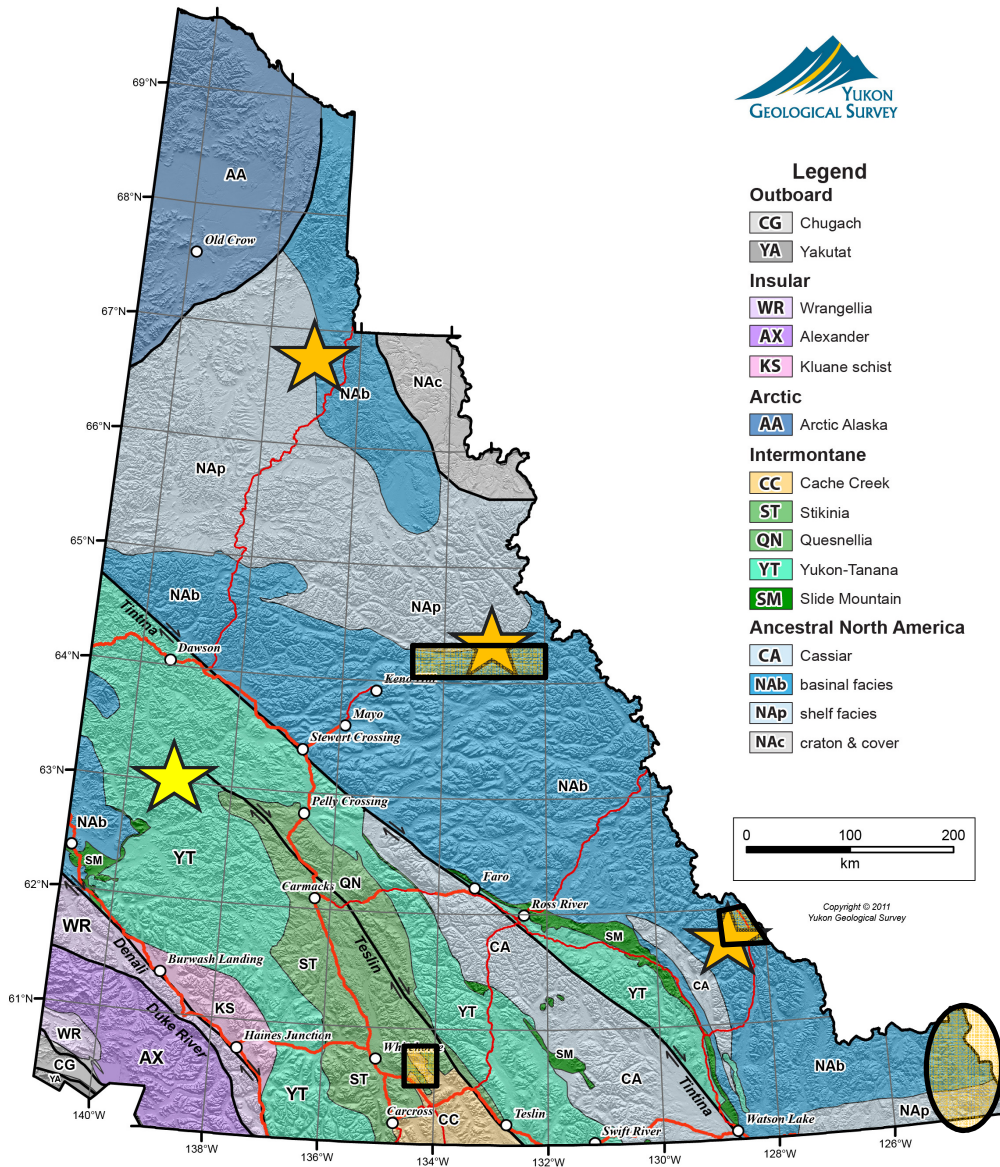 YUKON
GEOLOGICAL SURVEY
Legend
Outboard
CG Chugach
YA Yakutat
Insular
WR Wrangellia
AX Alexander
KS Kluane schist
Arctic
AA Arctic Alaska
Intermontane
CC Cache Creek
ST Stikinia
QN Quesnellia
YT Yukon-Tanana
SM Slide Mountain
Ancestral North America
CA Cassiar
NAb basinal facies
NAp shelf facies
NAc craton & cover
0 100 200
km
Copyright © 2011
Yukon Geological Survey
69°N
AA
68°N
Old Crow
67°N
NAc
NAb
66°N
NAp
65°N
NAb
NAp
Tintina
Dawson
64°N
Mayo
Stewart Crossing
63°N
NAb
Pelly Crossing
NAb
SM
YT
QN
Faro
62°N
Carmacks
Ross River
WR
ST
Teslin
CA
SM
Denali
Burwash Landing
CA
61°N
KS
YT
YT
Duke River
Haines Junction
WR
AX
CG
YA
YT
ST
SM
CA
Tintina
NAb
NAp
Carcross
CC
Teslin
Swift River
Watson Lake
140°W
138°W
136°W
134°W
132°W
130°W
128°W
126°W